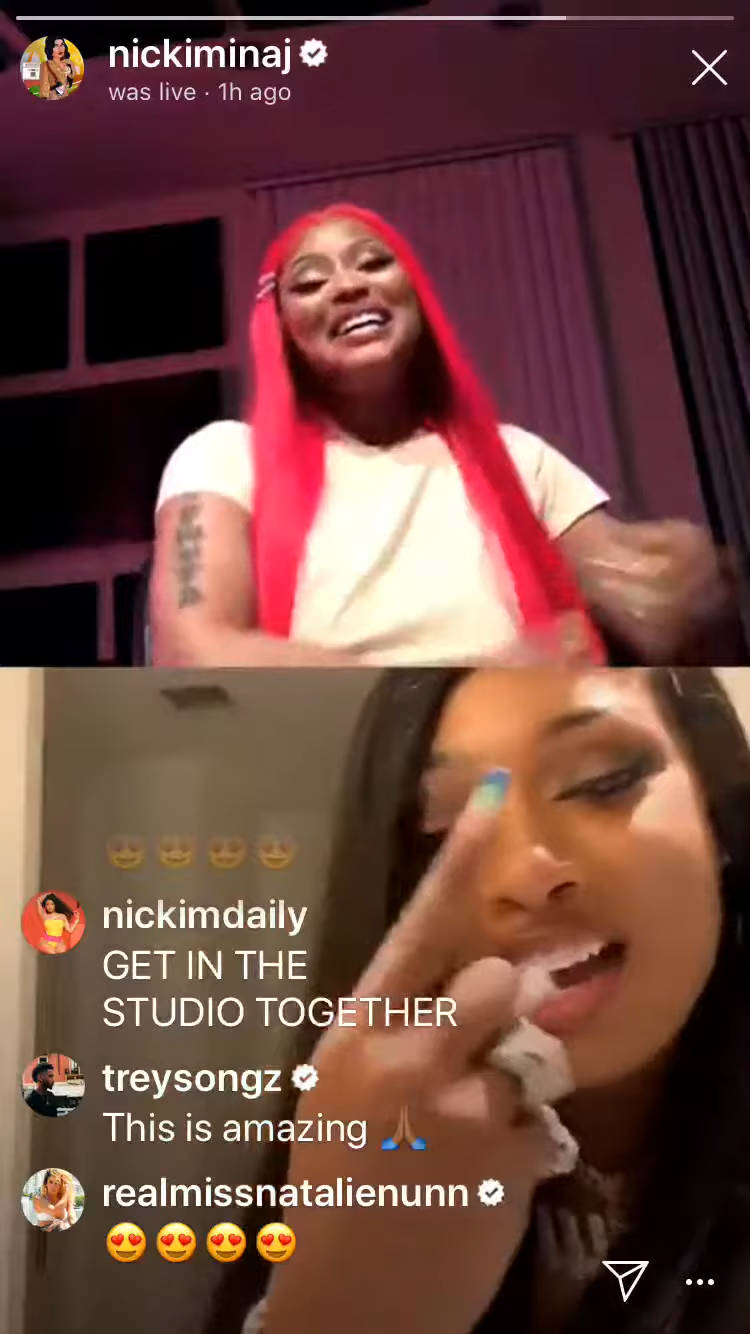 nickiminaj
was live · 1h ago
nickimdaily
GET IN THE
STUDIO TOGETHER
treysongz
This is amazing 🙏🏽
realmissnatalienunn
😍😍😍😍